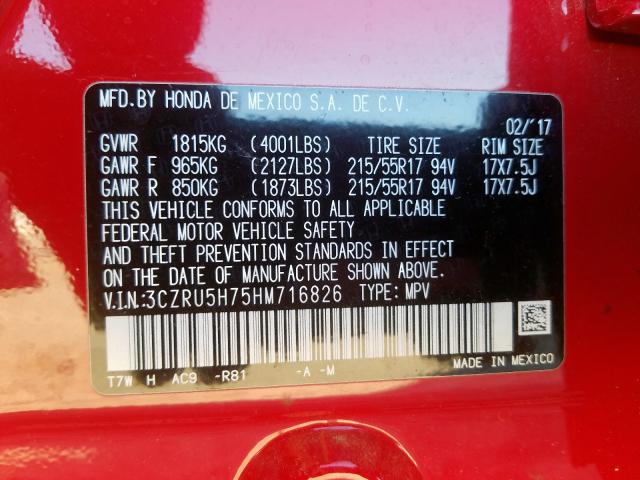 MFD.BY HONDA DE MEXICO S.A. DE C.V.
02/'17
GVWR 1815KG (4001LBS) TIRE SIZE RIM SIZE
GAWR F 965KG (2127LBS) 215/55R17 94V 17X7.5J
GAWR R 850KG (1873LBS) 215/55R17 94V 17X7.5J
THIS VEHICLE CONFORMS TO ALL APPLICABLE
FEDERAL MOTOR VEHICLE SAFETY
AND THEFT PREVENTION STANDARDS IN EFFECT
ON THE DATE OF MANUFACTURE SHOWN ABOVE.
V.I.N.:3CZRU5H75HM716826 TYPE: MPV
T7W H AC9 -R81 -A -M MADE IN MEXICO